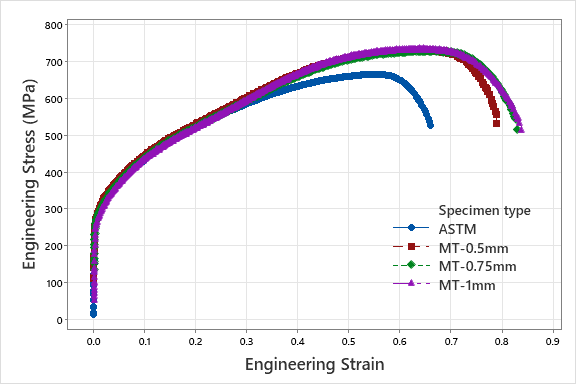 Engineering Stress (MPa)
800
700
600
500
400
300
200
100
0
Specimen type
ASTM
MT-0.5mm
MT-0.75mm
MT-1mm
0.0 0.1 0.2 0.3 0.4 0.5 0.6 0.7 0.8 0.9
Engineering Strain